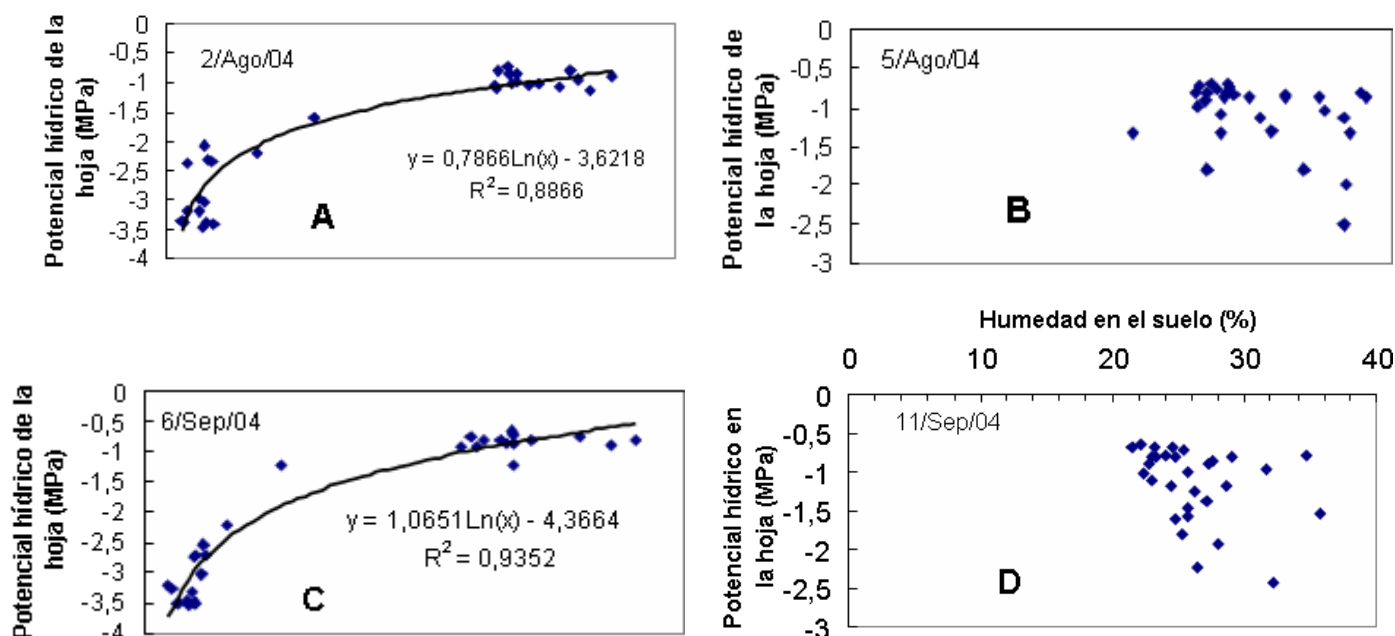 Potencial hídrico de la
hoja (MPa)
0
-0,5
-1
-1,5
-2
-2,5
-3
-3,5
-4
2/Ago/04
y = 0,7866Ln(x) - 3,6218
R² = 0,8866
A
Potencial hídrico de
la hoja (MPa)
0
-0,5
-1
-1,5
-2
-2,5
-3
5/Ago/04
B
Potencial hídrico de la
hoja (MPa)
0
-0,5
-1
-1,5
-2
-2,5
-3
-3,5
-4
6/Sep/04
y = 1,0651Ln(x) - 4,3664
R² = 0,9352
C
Humedad en el suelo (%)
0 10 20 30 40
Potencial hídrico en
la hoja (MPa)
0
-0,5
-1
-1,5
-2
-2,5
-3
11/Sep/04
D